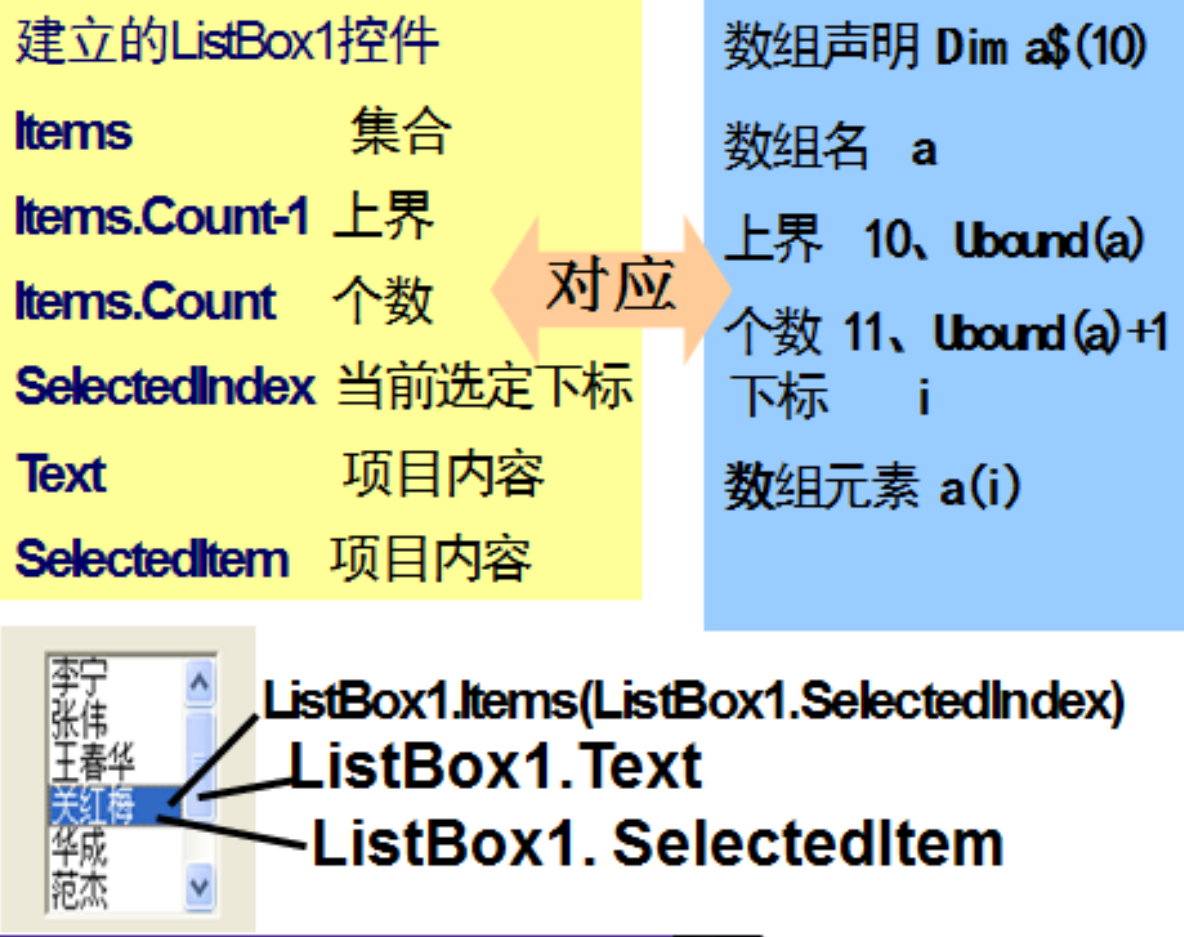 建立的ListBox1控件
Items 集合
Items.Count-1 上界
Items.Count 个数
SelectedIndex 当前选定下标
Text 项目内容
SelectedItem 项目内容
对应
数组声明 Dim a$(10)
数组名 a
上界 10、Ubound(a)
个数 11、Ubound(a)+1
下标 i
数组元素 a(i)
李宁
张伟
王春华
关红梅
华成
范杰
ListBox1.Items(ListBox1.SelectedIndex)
ListBox1.Text
ListBox1. SelectedItem